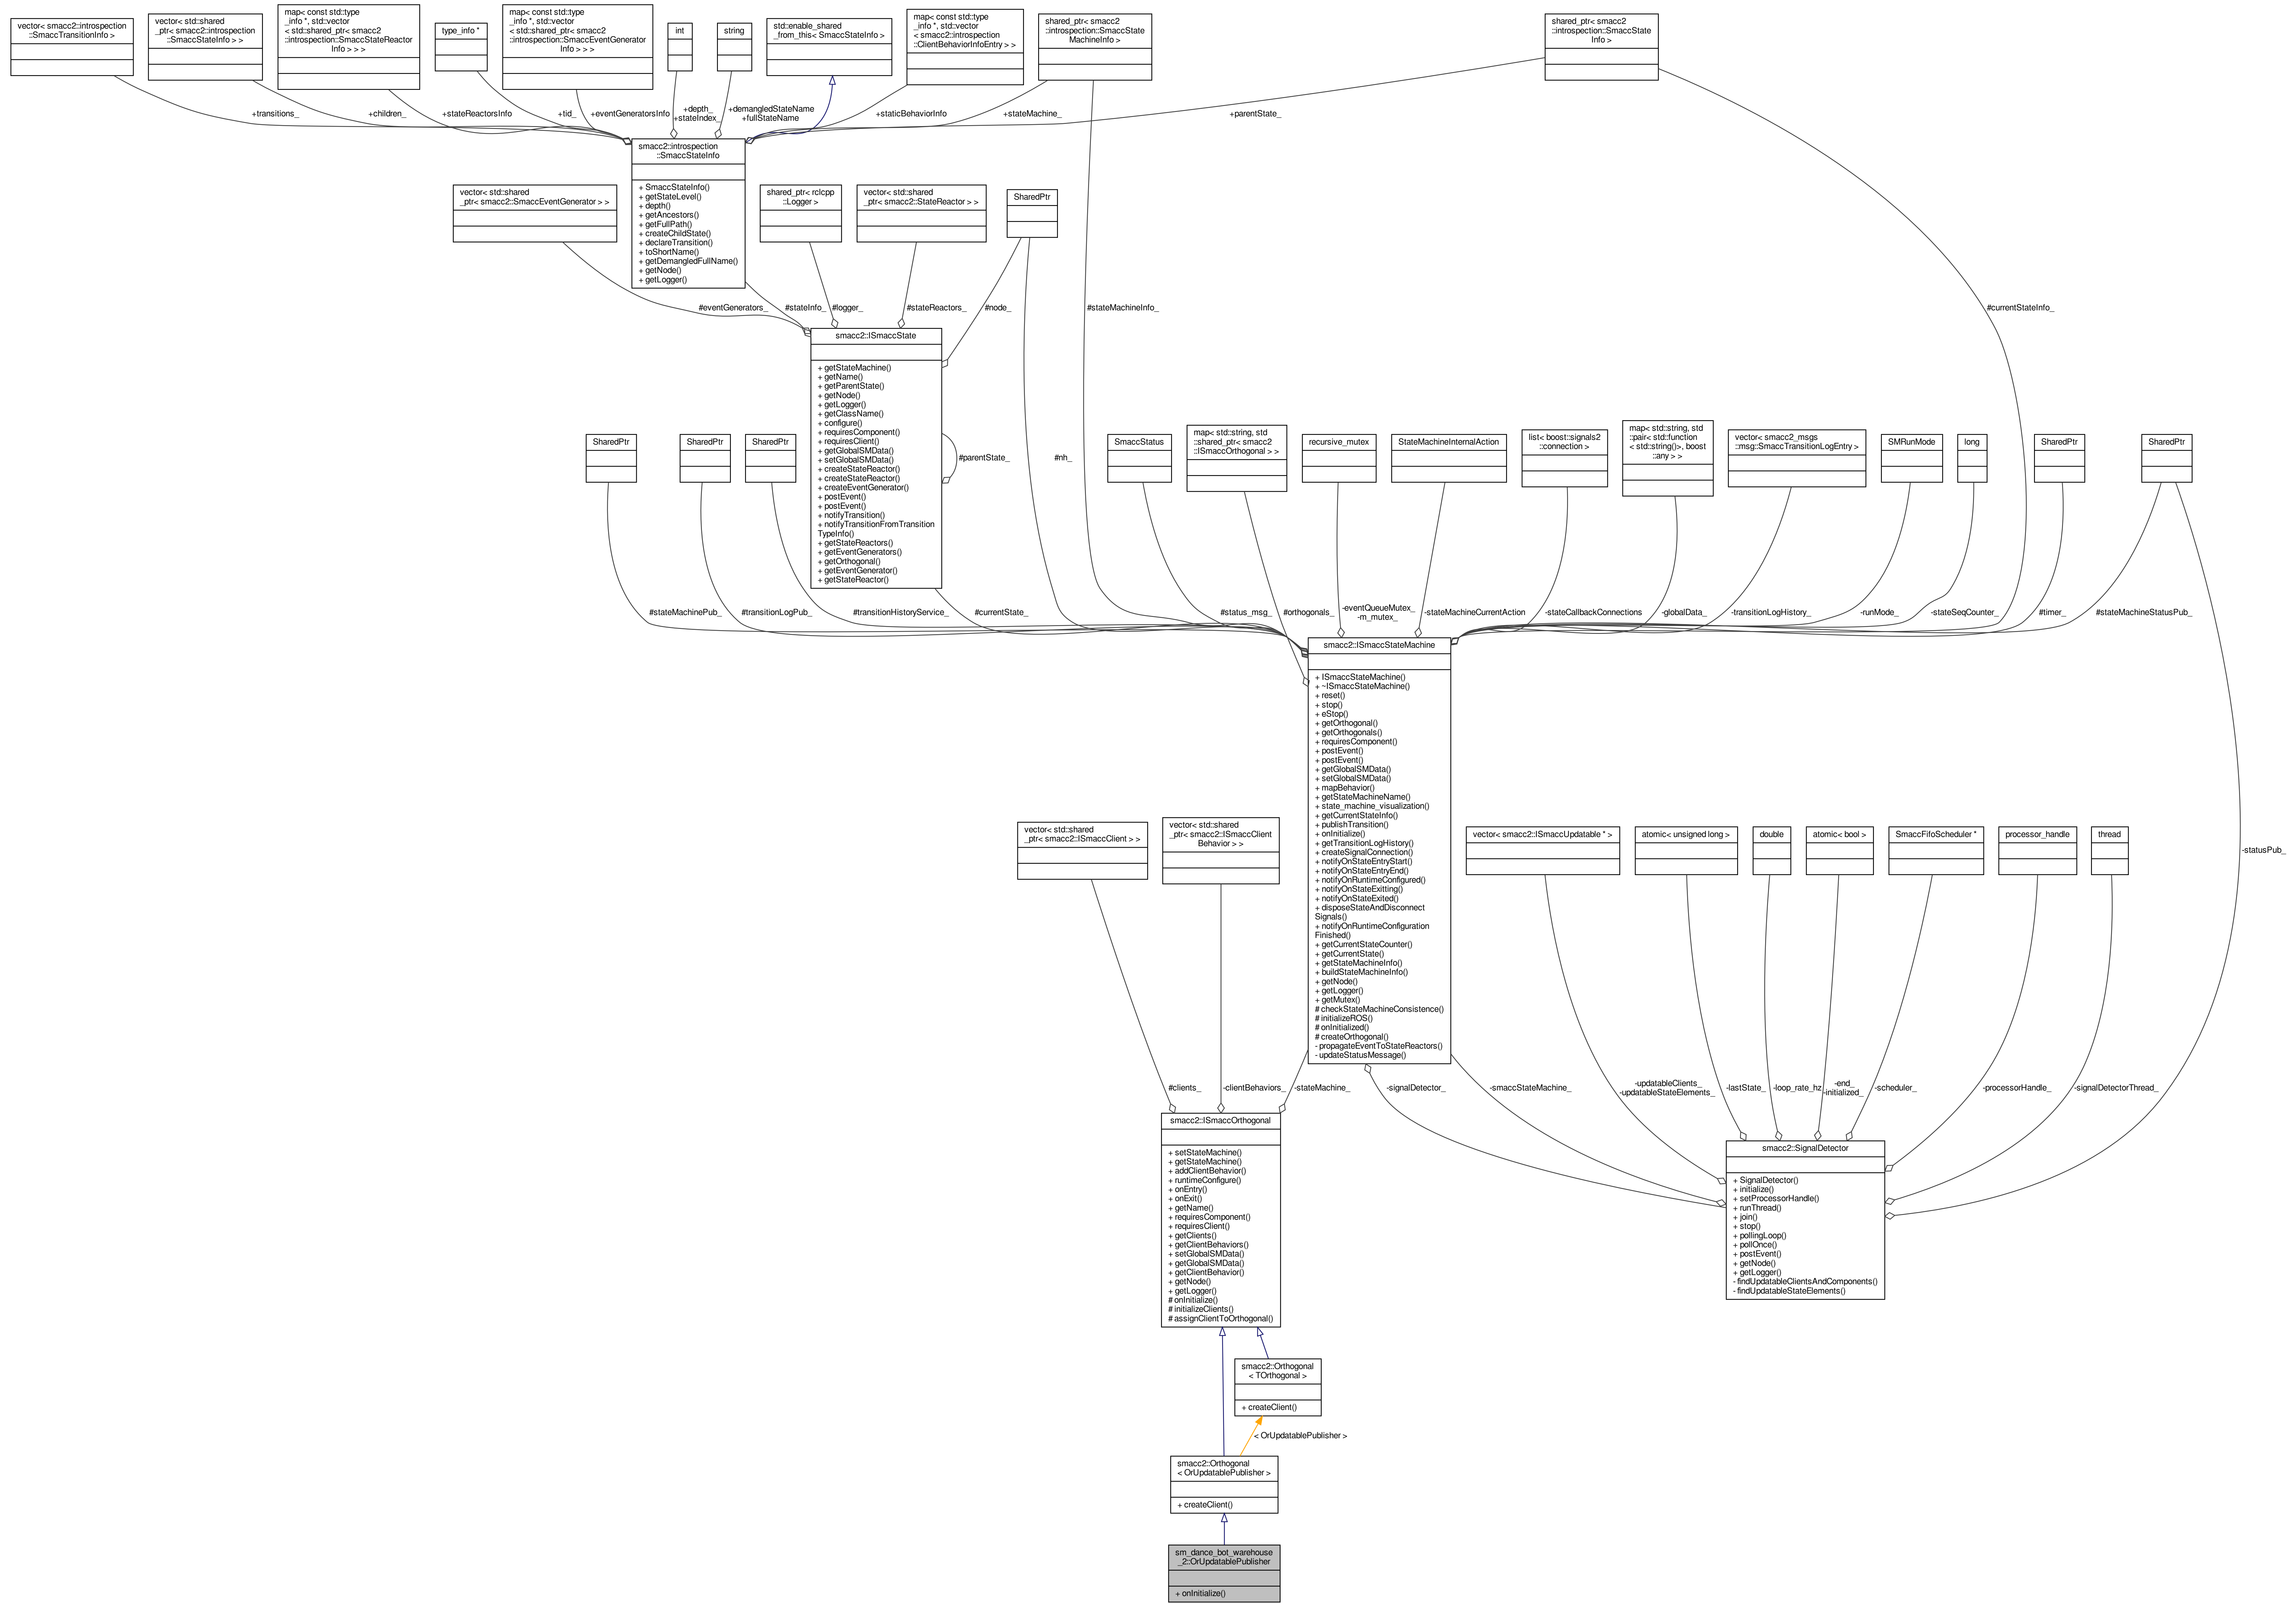 vector< smacc2::introspection
::SmaccTransitionInfo >
vector< std::shared
_ptr< smacc2::introspection
::SmaccStateInfo > >
map< const std::type
_info *, std::vector
< std::shared_ptr< smacc2
::introspection::SmaccStateReactor
Info > > >
type_info *
map< const std::type
_info *, std::vector
< std::shared_ptr< smacc2
::introspection::SmaccEventGenerator
Info > > >
int
string
std::enable_shared
_from_this< SmaccStateInfo >
map< const std::type
_info *, std::vector
< smacc2::introspection
::ClientBehaviorInfoEntry > >
shared_ptr< smacc2
::introspection::SmaccState
MachineInfo >
shared_ptr< smacc2
::introspection::SmaccState
Info >
+transitions_
+children_
+stateReactorsInfo
+tid_
+eventGeneratorsInfo
+depth_
+stateIndex_
+demangledStateName
+fullStateName
+staticBehaviorInfo
+stateMachine_
+parentState_
smacc2::introspection
::SmaccStateInfo
+ SmaccStateInfo()
+ getStateLevel()
+ depth()
+ getAncestors()
+ getFullPath()
+ createChildState()
+ declareTransition()
+ toShortName()
+ getDemangledFullName()
+ getNode()
+ getLogger()
vector< std::shared
_ptr< smacc2::SmaccEventGenerator > >
shared_ptr< rclcpp
::Logger >
vector< std::shared
_ptr< smacc2::StateReactor > >
SharedPtr
#eventGenerators_
#stateInfo_
#logger_
#stateReactors_
#node_
#stateMachineInfo_
#currentStateInfo_
smacc2::ISmaccState
+ getStateMachine()
+ getName()
+ getParentState()
+ getNode()
+ getLogger()
+ getClassName()
+ configure()
+ requiresComponent()
+ requiresClient()
+ getGlobalSMData()
+ setGlobalSMData()
+ createStateReactor()
+ createStateReactor()
+ createEventGenerator()
+ postEvent()
+ postEvent()
+ notifyTransition()
+ notifyTransitionFromTransition
TypeInfo()
+ getStateReactors()
+ getEventGenerators()
+ getOrthogonal()
+ getEventGenerator()
+ getStateReactor()
#parentState_
#nh_
SharedPtr
SharedPtr
SharedPtr
SmaccStatus
map< std::string, std
::shared_ptr< smacc2
::ISmaccOrthogonal > >
recursive_mutex
StateMachineInternalAction
list< boost::signals2
::connection >
map< std::string, std
::pair< std::function
< std::string()>, boost
::any > >
vector< smacc2_msgs
::msg::SmaccTransitionLogEntry >
SMRunMode
long
SharedPtr
SharedPtr
#stateMachinePub_
#transitionLogPub_
#transitionHistoryService_
#currentState_
#status_msg_
#orthogonals_
-eventQueueMutex_
-m_mutex_
-stateMachineCurrentAction
-stateCallbackConnections
-globalData_
-transitionLogHistory_
-runMode_
-stateSeqCounter_
#timer_
#stateMachineStatusPub_
smacc2::ISmaccStateMachine
+ ISmaccStateMachine()
+ ~ISmaccStateMachine()
+ reset()
+ stop()
+ eStop()
+ getOrthogonal()
+ getOrthogonals()
+ requiresComponent()
+ postEvent()
+ postEvent()
+ getGlobalSMData()
+ setGlobalSMData()
+ mapBehavior()
+ getStateMachineName()
+ state_machine_visualization()
+ getCurrentStateInfo()
+ publishTransition()
+ onInitialize()
+ getTransitionLogHistory()
+ createSignalConnection()
+ notifyOnStateEntryStart()
+ notifyOnStateEntryEnd()
+ notifyOnRuntimeConfigured()
+ notifyOnStateExitting()
+ notifyOnStateExited()
+ disposeStateAndDisconnect
Signals()
+ notifyOnRuntimeConfiguration
Finished()
+ getCurrentStateCounter()
+ getCurrentState()
+ getStateMachineInfo()
+ buildStateMachineInfo()
+ getNode()
+ getLogger()
+ getMutex()
# checkStateMachineConsistence()
# initializeROS()
# onInitialized()
# createOrthogonal()
- propagateEventToStateReactors()
- updateStatusMessage()
vector< std::shared
_ptr< smacc2::ISmaccClient > >
vector< std::shared
_ptr< smacc2::ISmaccClient
Behavior > >
vector< smacc2::ISmaccUpdatable * >
atomic< unsigned long >
double
atomic< bool >
SmaccFifoScheduler *
processor_handle
thread
-statusPub_
#clients_
-clientBehaviors_
-stateMachine_
-signalDetector_
-smaccStateMachine_
-updatableClients_
-updatableStateElements_
-lastState_
-loop_rate_hz
-end_
-initialized_
-scheduler_
-processorHandle_
-signalDetectorThread_
smacc2::ISmaccOrthogonal
+ setStateMachine()
+ getStateMachine()
+ addClientBehavior()
+ runtimeConfigure()
+ onEntry()
+ onExit()
+ getName()
+ requiresComponent()
+ requiresClient()
+ getClients()
+ getClientBehaviors()
+ setGlobalSMData()
+ getGlobalSMData()
+ getClientBehavior()
+ getNode()
+ getLogger()
# onInitialize()
# initializeClients()
# assignClientToOrthogonal()
smacc2::SignalDetector
+ SignalDetector()
+ initialize()
+ setProcessorHandle()
+ runThread()
+ join()
+ stop()
+ pollingLoop()
+ pollOnce()
+ postEvent()
+ getNode()
+ getLogger()
- findUpdatableClientsAndComponents()
- findUpdatableStateElements()
smacc2::Orthogonal
< TOrthogonal >
+ createClient()
< OrUpdatablePublisher >
smacc2::Orthogonal
< OrUpdatablePublisher >
+ createClient()
sm_dance_bot_warehouse
_2::OrUpdatablePublisher
+ onInitialize()